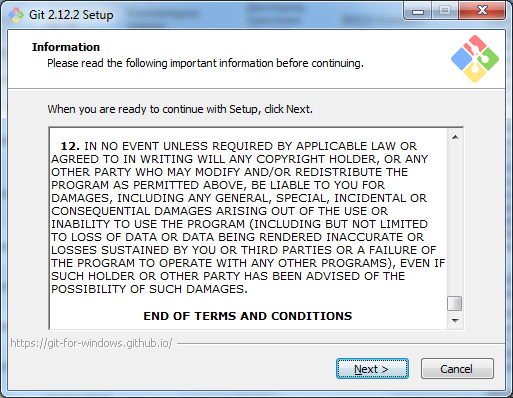 Git 2.12.2 Setup
Information
Please read the following important information before continuing.
When you are ready to continue with Setup, click Next.
12. IN NO EVENT UNLESS REQUIRED BY APPLICABLE LAW OR
AGREED TO IN WRITING WILL ANY COPYRIGHT HOLDER, OR ANY
OTHER PARTY WHO MAY MODIFY AND/OR REDISTRIBUTE THE
PROGRAM AS PERMITTED ABOVE, BE LIABLE TO YOU FOR
DAMAGES, INCLUDING ANY GENERAL, SPECIAL, INCIDENTAL OR
CONSEQUENTIAL DAMAGES ARISING OUT OF THE USE OR
INABILITY TO USE THE PROGRAM (INCLUDING BUT NOT LIMITED
TO LOSS OF DATA OR DATA BEING RENDERED INACCURATE OR
LOSSES SUSTAINED BY YOU OR THIRD PARTIES OR A FAILURE OF
THE PROGRAM TO OPERATE WITH ANY OTHER PROGRAMS), EVEN IF
SUCH HOLDER OR OTHER PARTY HAS BEEN ADVISED OF THE
POSSIBILITY OF SUCH DAMAGES.
END OF TERMS AND CONDITIONS
https://git-for-windows.github.io/
Next >
Cancel